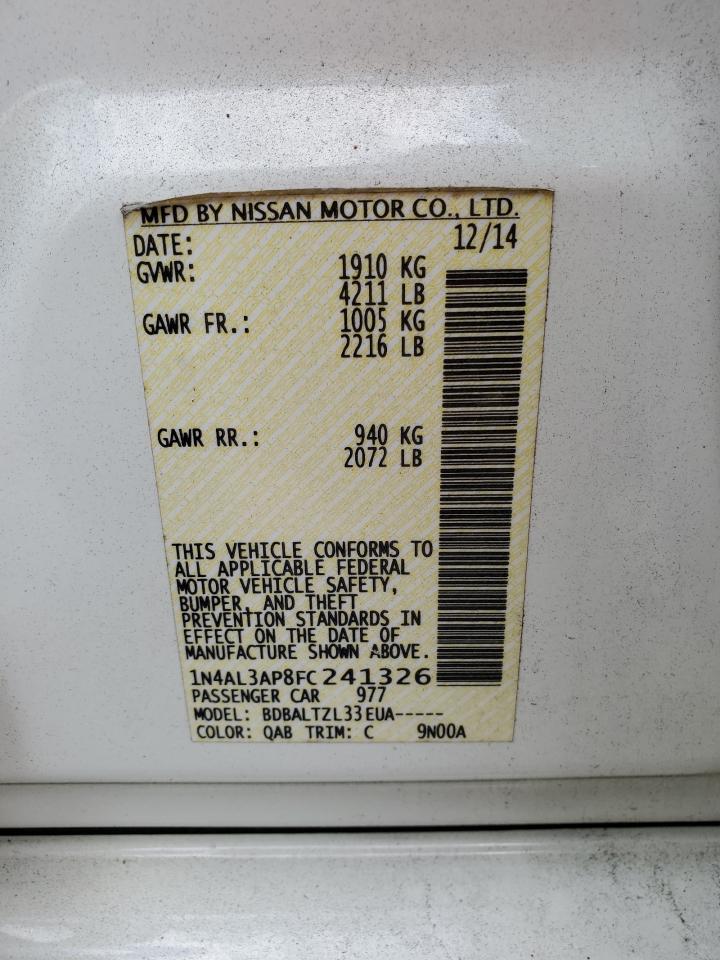 MFD BY NISSAN MOTOR CO., LTD.
DATE: 12/14
GVWR: 1910 KG
4211 LB
GAWR FR.: 1005 KG
2216 LB
GAWR RR.: 940 KG
2072 LB
THIS VEHICLE CONFORMS TO
ALL APPLICABLE FEDERAL
MOTOR VEHICLE SAFETY,
BUMPER, AND THEFT
PREVENTION STANDARDS IN
EFFECT ON THE DATE OF
MANUFACTURE SHOWN ABOVE.
1N4AL3AP8FC241326
PASSENGER CAR 977
MODEL: BDBALTZL33EUA-----
COLOR: QAB TRIM: C 9N00A